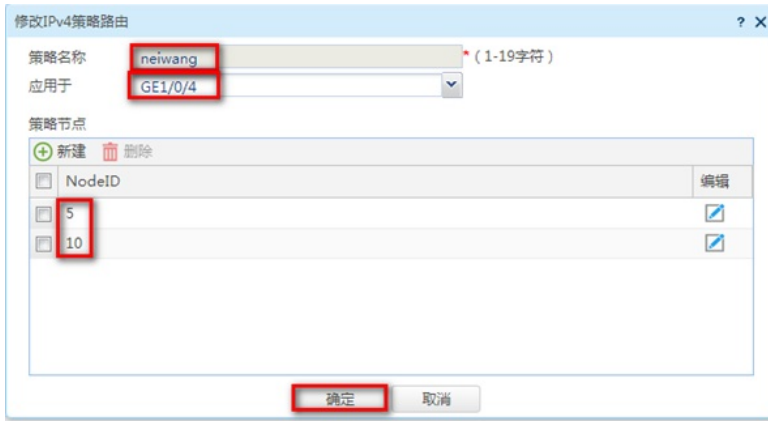 修改IPv4策略路由 ? X
策略名称 neiwang * (1-19字符)
应用于 GE1/0/4
策略节点
新建 删除
NodeID 编辑
5
10
确定 取消